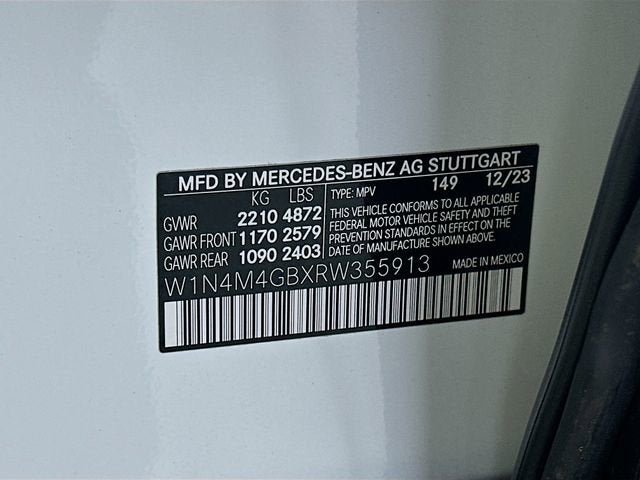 MFD BY MERCEDES-BENZ AG STUTTGART
KG LBS TYPE: MPV 149 12/23
GVWR 2210 4872
GAWR FRONT 1170 2579
GAWR REAR 1090 2403
THIS VEHICLE CONFORMS TO ALL APPLICABLE
FEDERAL MOTOR VEHICLE SAFETY AND THEFT
PREVENTION STANDARDS IN EFFECT ON THE
DATE OF MANUFACTURE SHOWN ABOVE.
W1N4M4GBXRW355913 MADE IN MEXICO